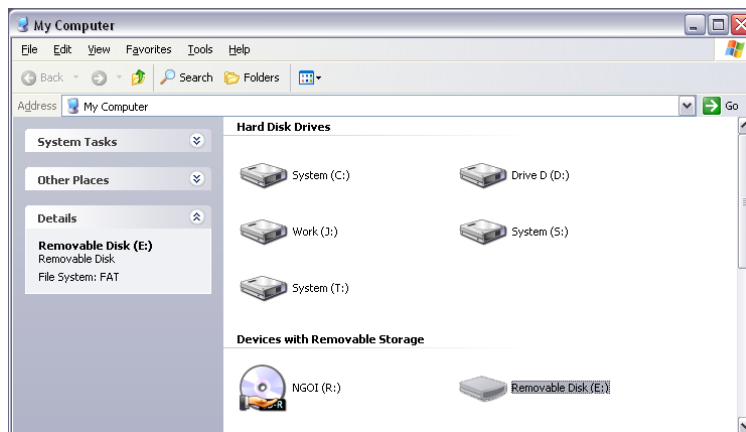 My Computer
File Edit View Favorites Tools Help
Back Search Folders
Address My Computer Go
System Tasks
Other Places
Details
Removable Disk (E:)
Removable Disk
File System: FAT
Hard Disk Drives
System (C:) Drive D (D:)
Work (J:) System (S:)
System (T:)
Devices with Removable Storage
NGOI (R:) Removable Disk (E:)